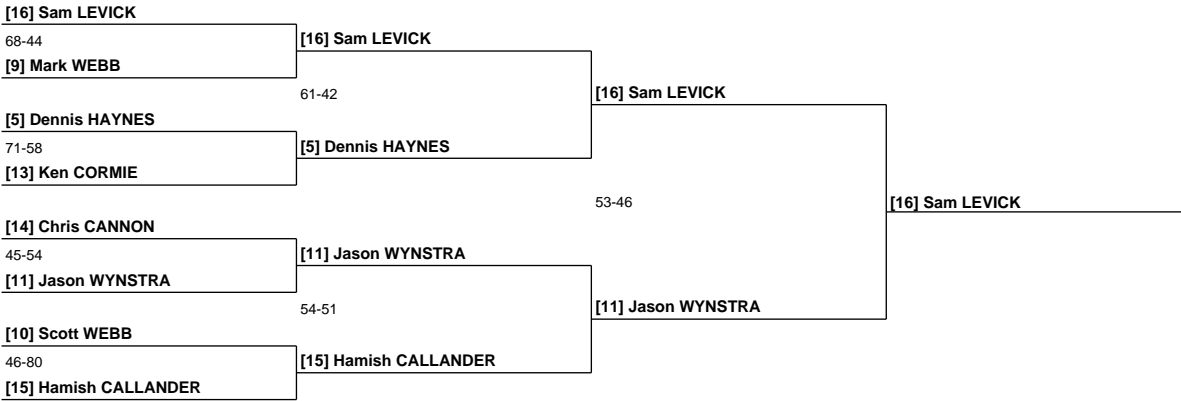 [16] Sam LEVICK
68-44
[16] Sam LEVICK
[9] Mark WEBB
61-42
[16] Sam LEVICK
[5] Dennis HAYNES
71-58
[5] Dennis HAYNES
[13] Ken CORMIE
53-46
[16] Sam LEVICK
[14] Chris CANNON
45-54
[11] Jason WYNSTRA
[11] Jason WYNSTRA
54-51
[11] Jason WYNSTRA
[10] Scott WEBB
46-80
[15] Hamish CALLANDER
[15] Hamish CALLANDER